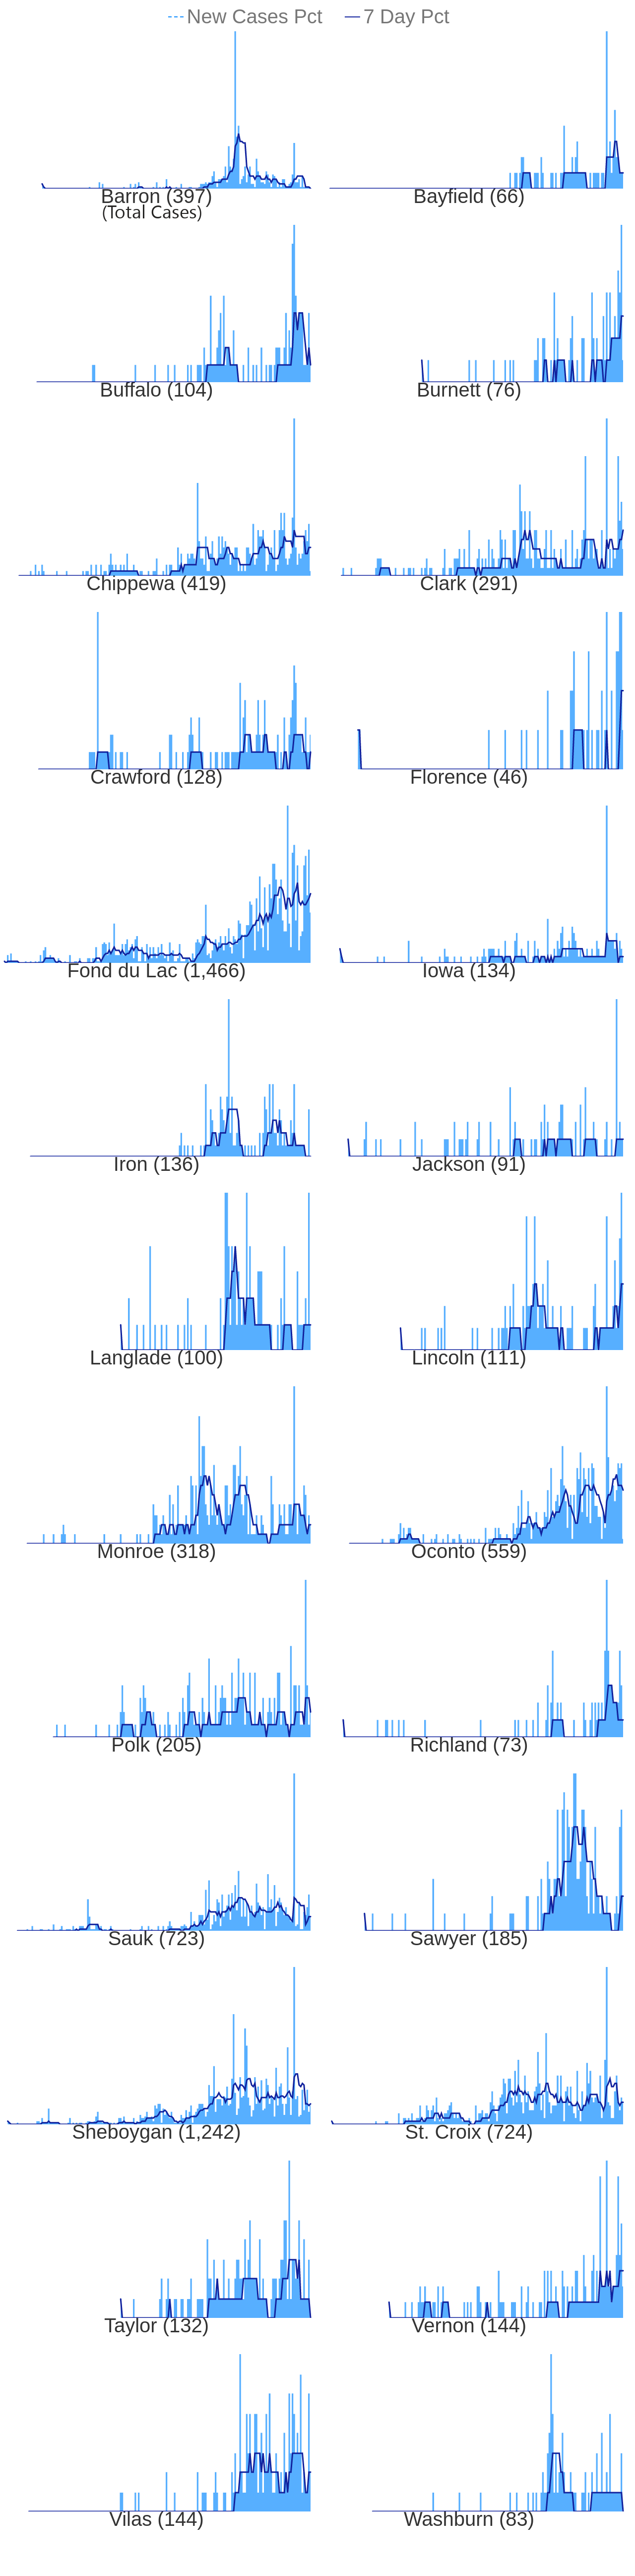 New Cases Pct 7 Day Pct
Barron (397) Bayfield (66)
(Total Cases)
Buffalo (104) Burnett (76)
Chippewa (419) Clark (291)
Crawford (128) Florence (46)
Fond du Lac (1,466) Iowa (134)
Iron (136) Jackson (91)
Langlade (100) Lincoln (111)
Monroe (318) Oconto (559)
Polk (205) Richland (73)
Sauk (723) Sawyer (185)
Sheboygan (1,242) St. Croix (724)
Taylor (132) Vernon (144)
Vilas (144) Washburn (83)